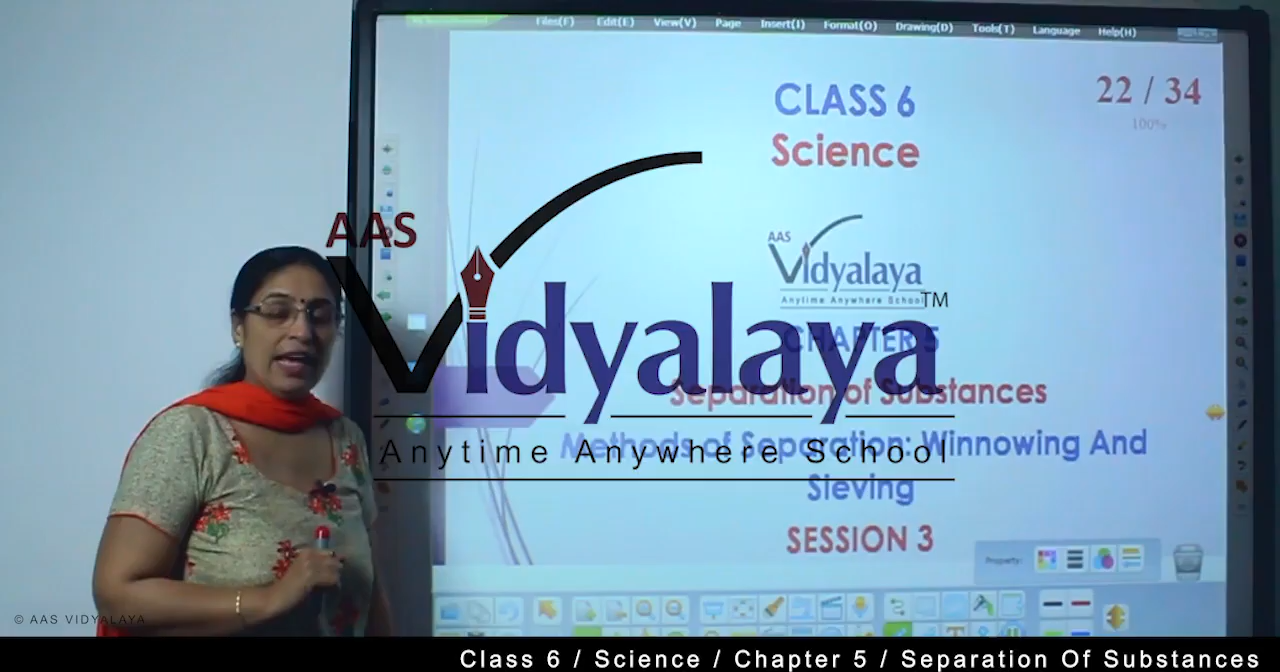 Files(F) Edit(E) View(V) Page Insert(I) Format(O) Drawing(D) Tools(T) Language Help(H)
CLASS 6
22 / 34
100%
Science
AAS
Vidyalaya
Anytime Anywhere School
AAS
Vidyalaya TM
Anytime Anywhere School
CHAPTER 5
Separation of Substances
Methods of Separation: Winnowing And
Sieving
SESSION 3
Property:
© AAS VIDYALAYA
Class 6 / Science / Chapter 5 / Separation Of Substances